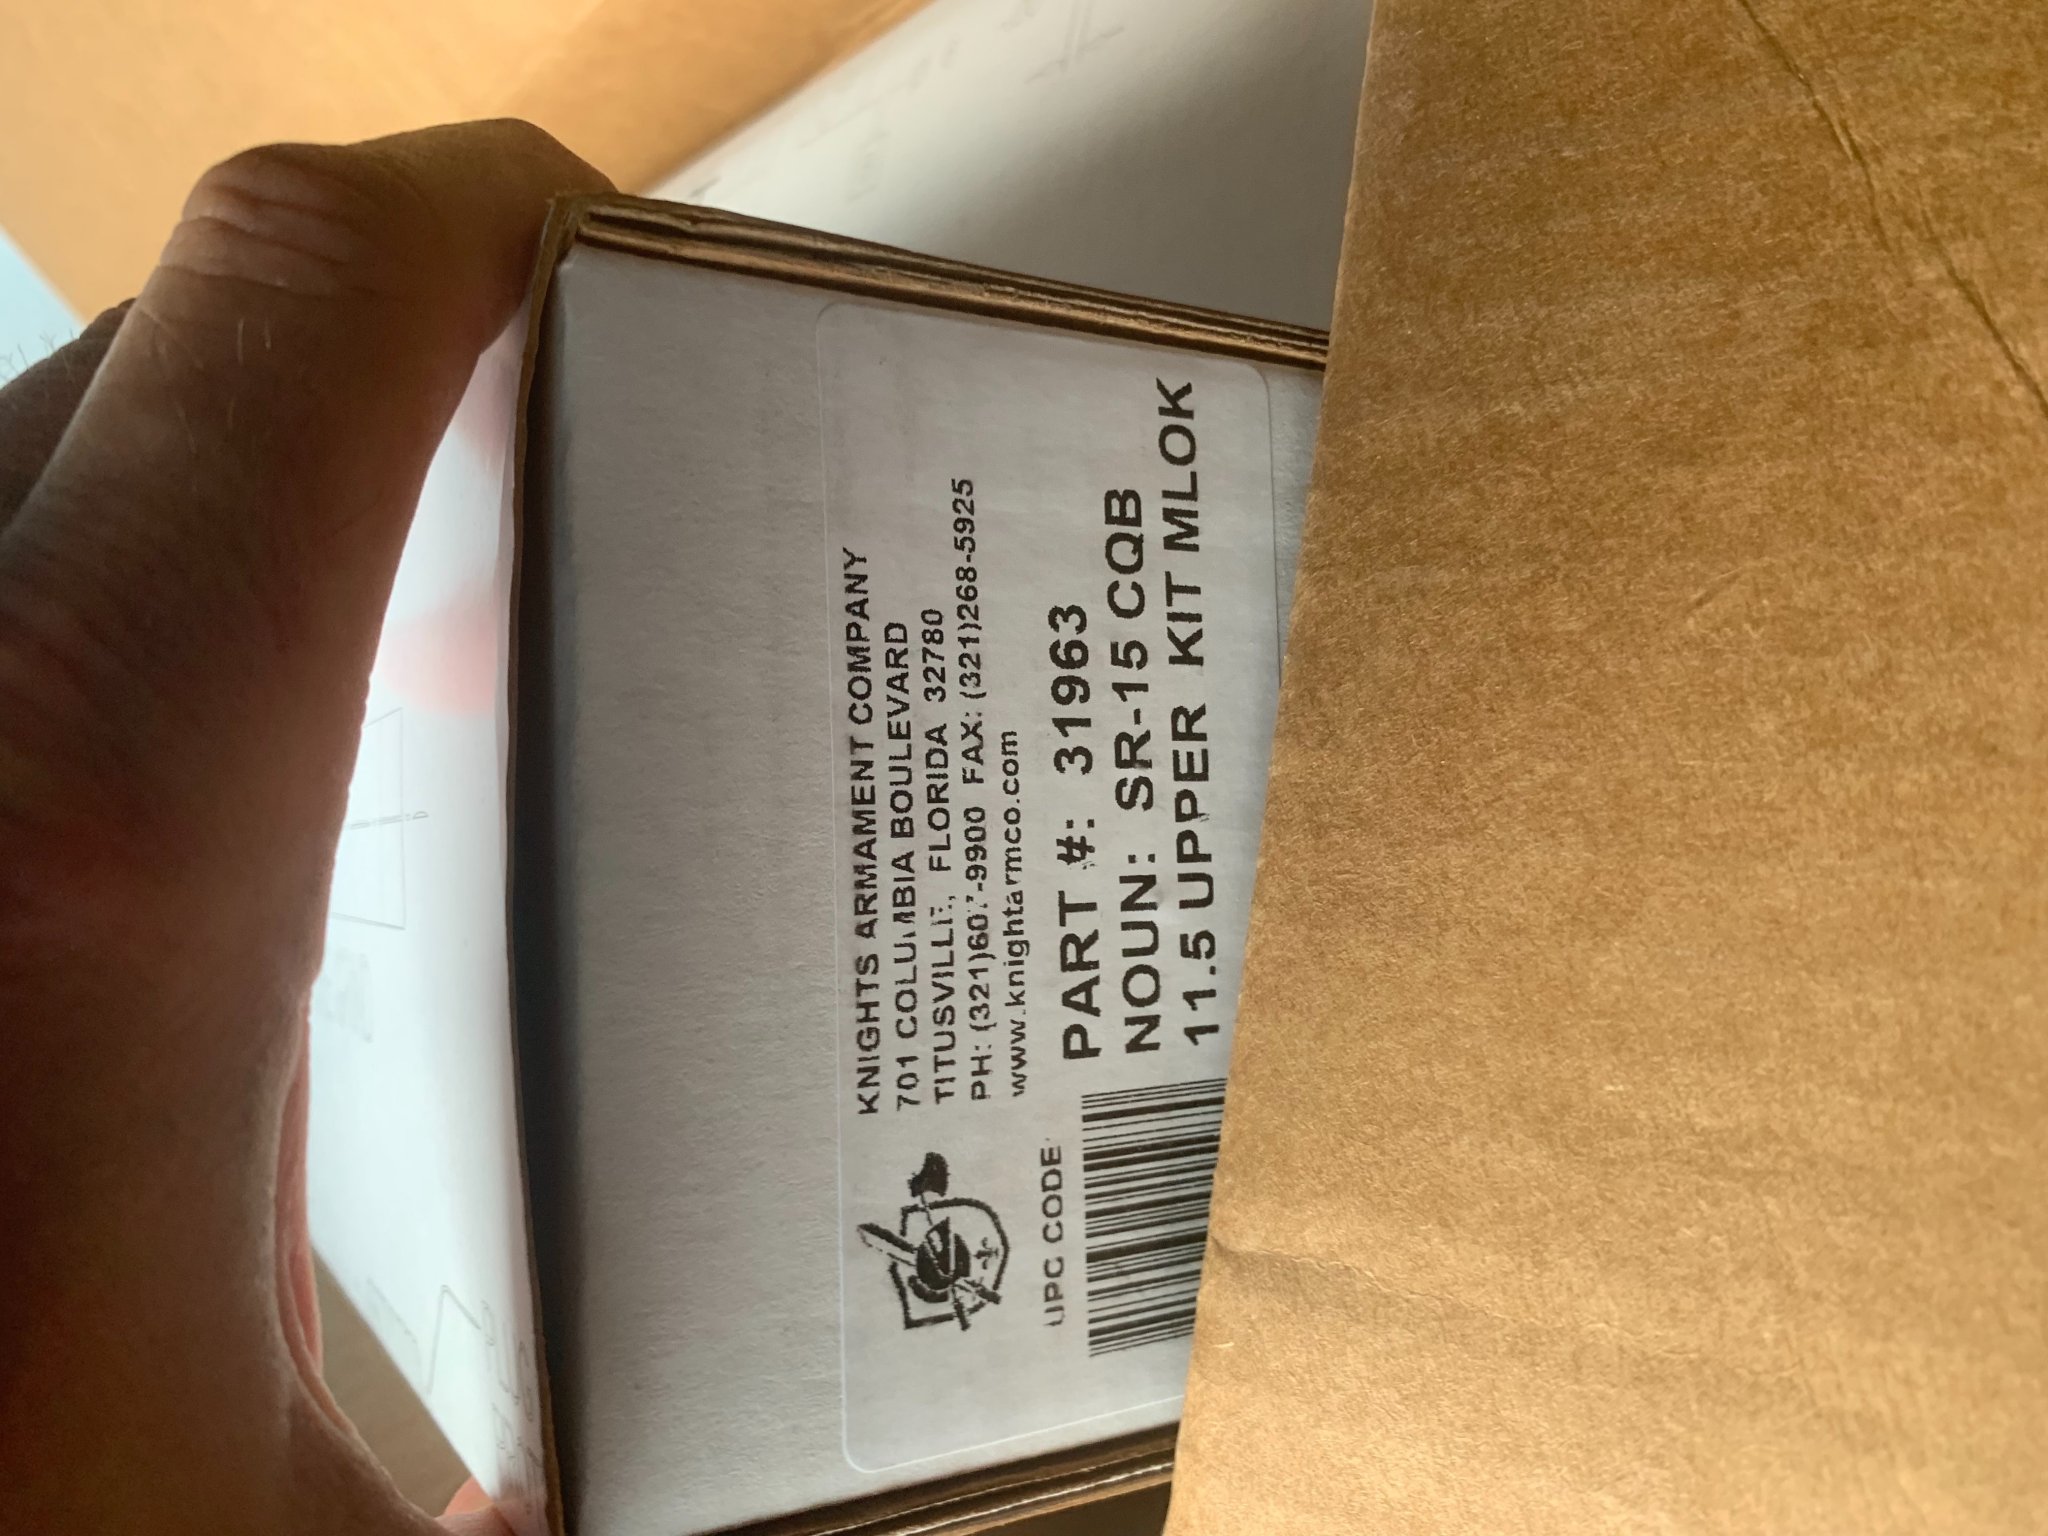 KNIGHTS ARMAMENT COMPANY
701 COLUMBIA BOULEVARD
TITUSVILLE, FLORIDA 32780
PH: (321)607-9900 FAX: (321)268-5925
www.knightarmco.com
UPC CODE
PART #: 31963
NOUN: SR-15 CQB
11.5 UPPER KIT MLOK